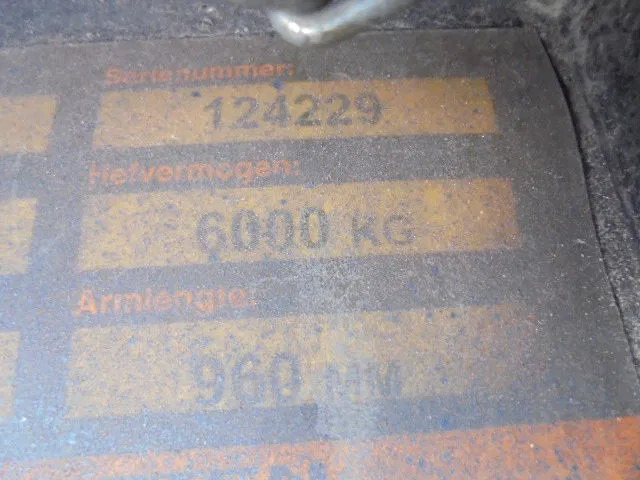 Serienummer:
124229
Hefvermogen:
6000 KG
Armlengte:
960 MM